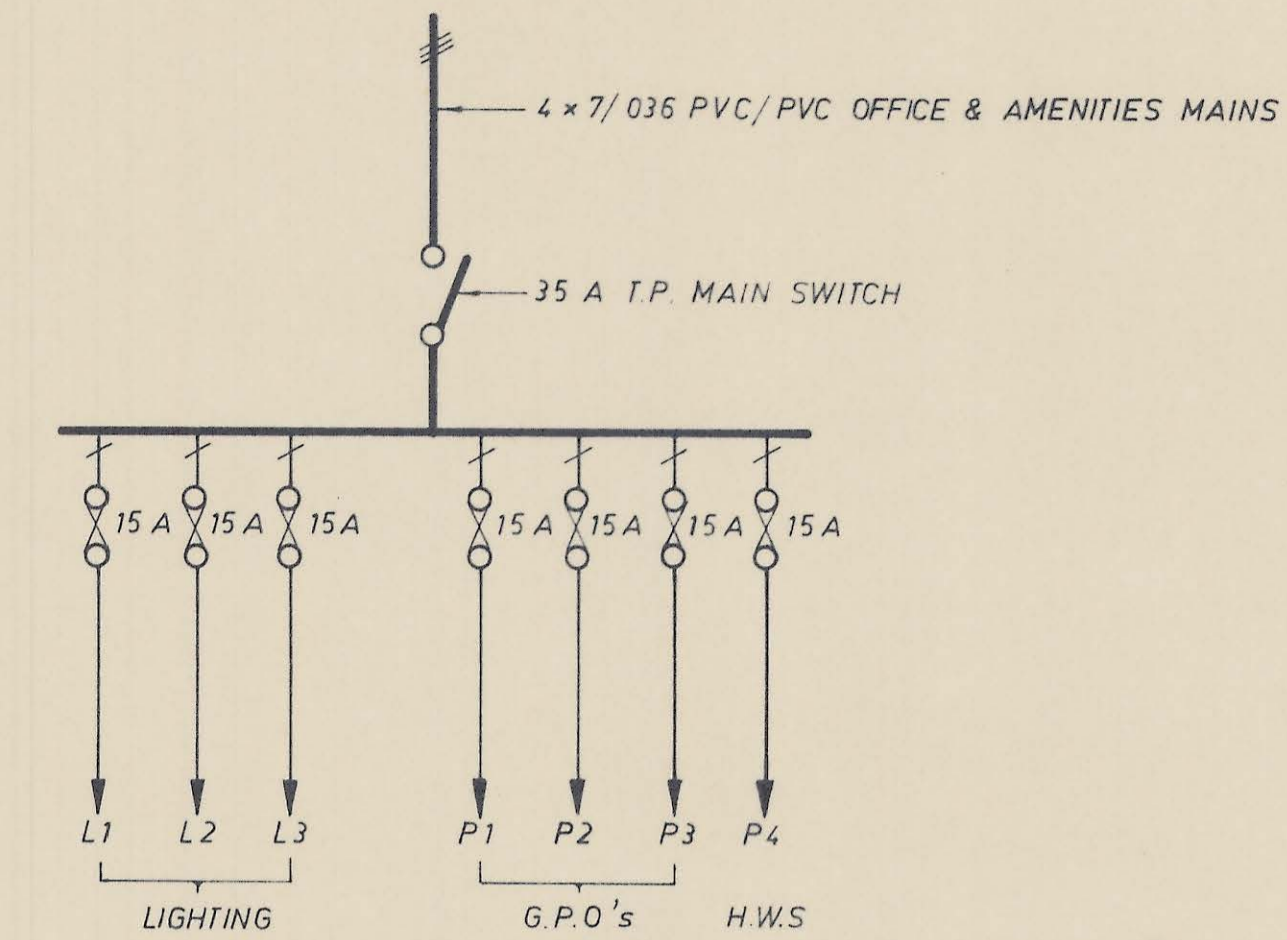 4 × 7/036 PVC/PVC OFFICE & AMENITIES MAINS
35 A T.P. MAIN SWITCH
15 A 15 A 15 A 15 A 15 A 15 A 15 A
L1 L2 L3 P1 P2 P3 P4
LIGHTING G.P.O's H.W.S